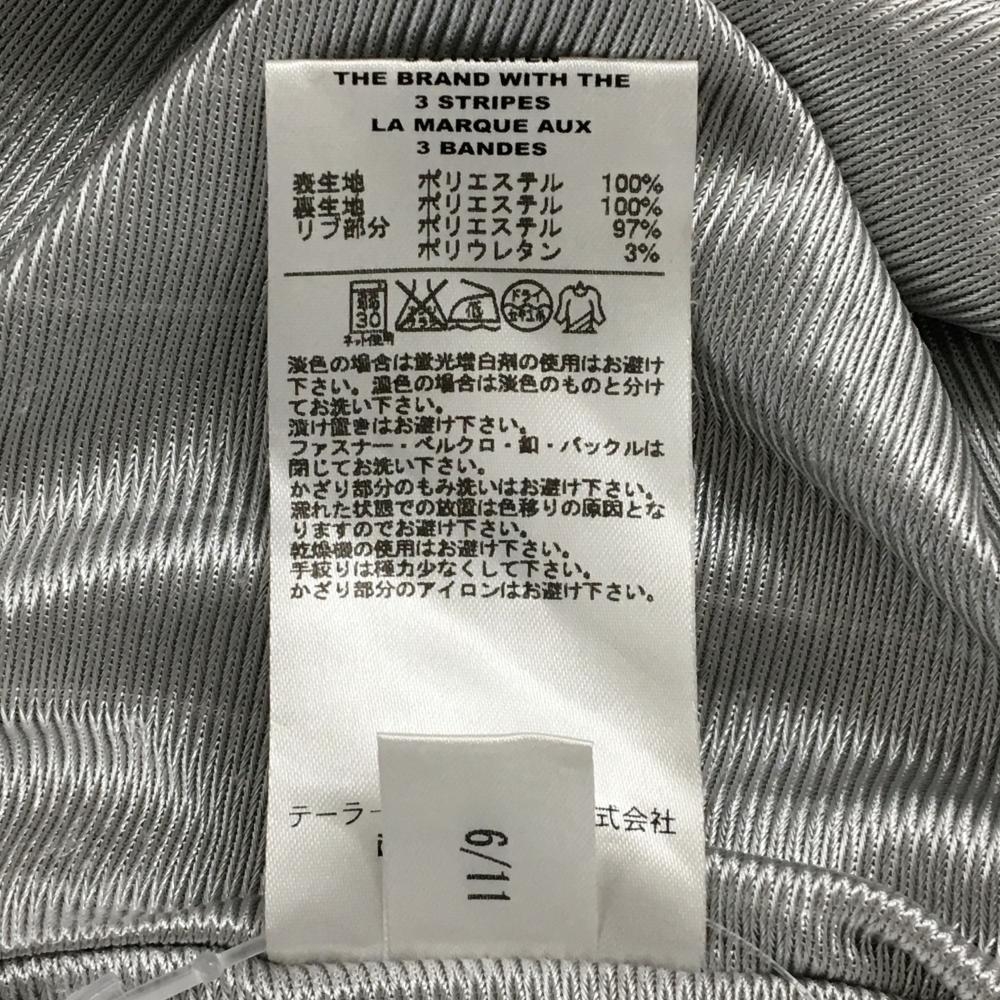 THE BRAND WITH THE
3 STRIPES
LA MARQUE AUX
3 BANDES
表生地 ポリエステル 100%
裏生地 ポリエステル 100%
リブ部分 ポリエステル 97%
ポリウレタン 3%
弱
30
ネット使用
低
ドライ
淡色の場合は蛍光増白剤の使用はお避け
下さい。濃色の場合は淡色のものと分け
てお洗い下さい。
漬け置きはお避け下さい。
ファスナー・ベルクロ・釦・バックルは
閉じてお洗い下さい。
かざり部分のもみ洗いはお避け下さい。
濡れた状態での放置は色移りの原因とな
りますのでお避け下さい。
乾燥機の使用はお避け下さい。
手絞りは極力少なくして下さい。
かざり部分のアイロンはお避け下さい。
テーラー 式会社
6/11